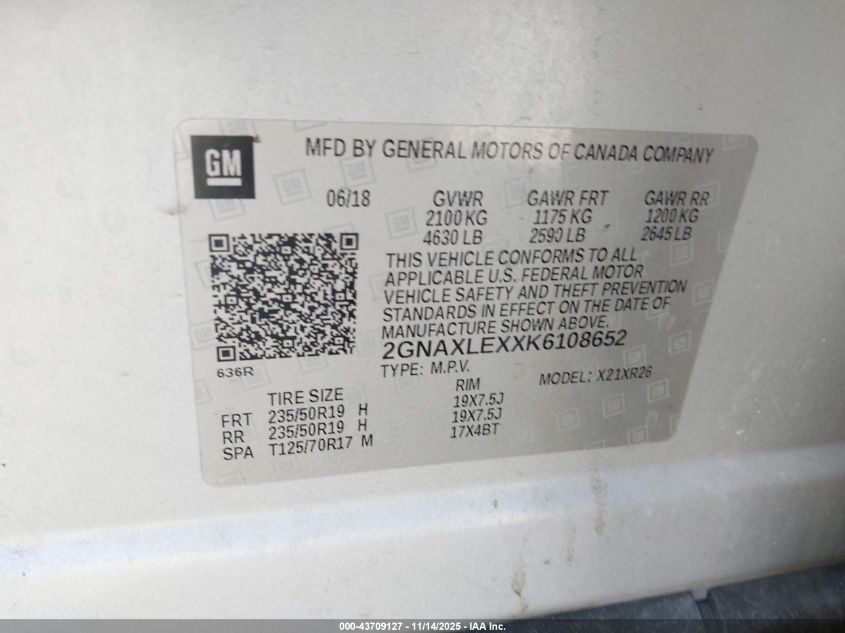 GM
MFD BY GENERAL MOTORS OF CANADA COMPANY
06/18 GVWR GAWR FRT GAWR RR
2100 KG 1175 KG 1200 KG
4630 LB 2590 LB 2645 LB
THIS VEHICLE CONFORMS TO ALL
APPLICABLE U.S. FEDERAL MOTOR
VEHICLE SAFETY AND THEFT PREVENTION
STANDARDS IN EFFECT ON THE DATE OF
MANUFACTURE SHOWN ABOVE.
2GNAXLEXXK6108652
636R
TYPE: M.P.V. MODEL: X21XR26
TIRE SIZE RIM
FRT 235/50R19 H 19X7.5J
RR 235/50R19 H 19X7.5J
SPA T125/70R17 M 17X4BT
000-43709127 - 11/14/2025 - IAA Inc.